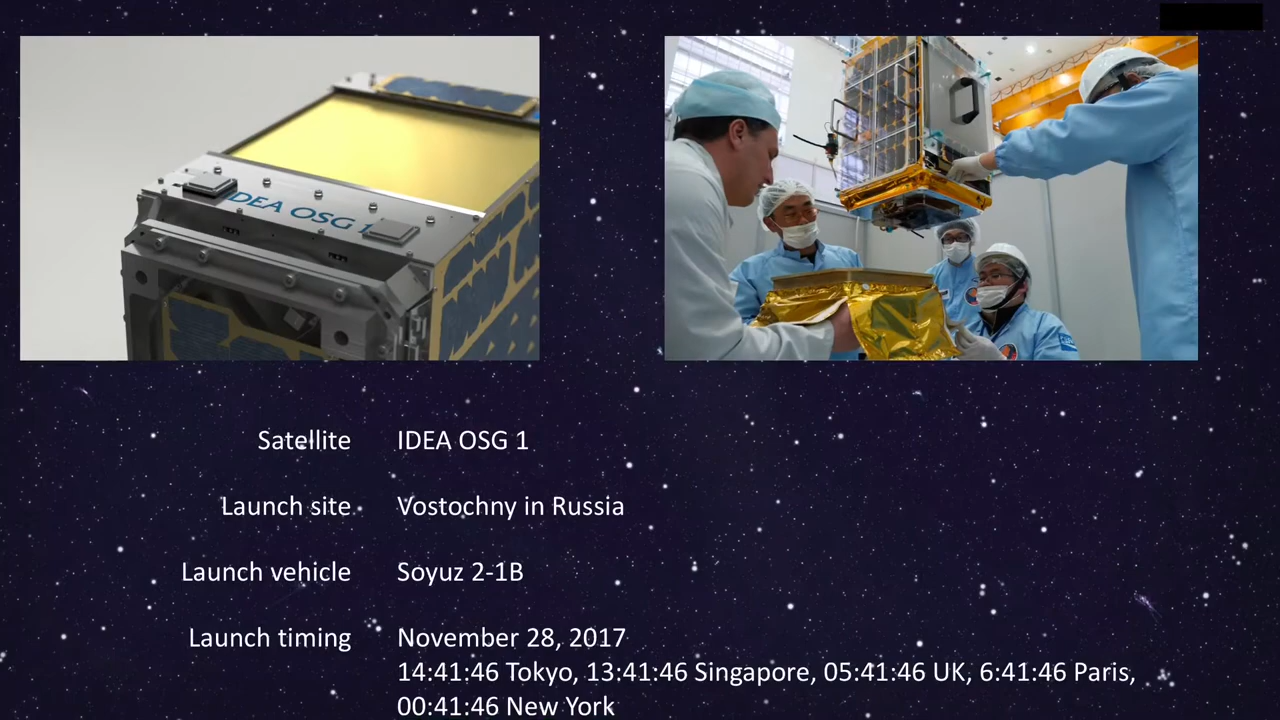 IDEA OSG 1
Satellite IDEA OSG 1
Launch site Vostochny in Russia
Launch vehicle Soyuz 2-1B
Launch timing November 28, 2017
14:41:46 Tokyo, 13:41:46 Singapore, 05:41:46 UK, 6:41:46 Paris,
00:41:46 New York